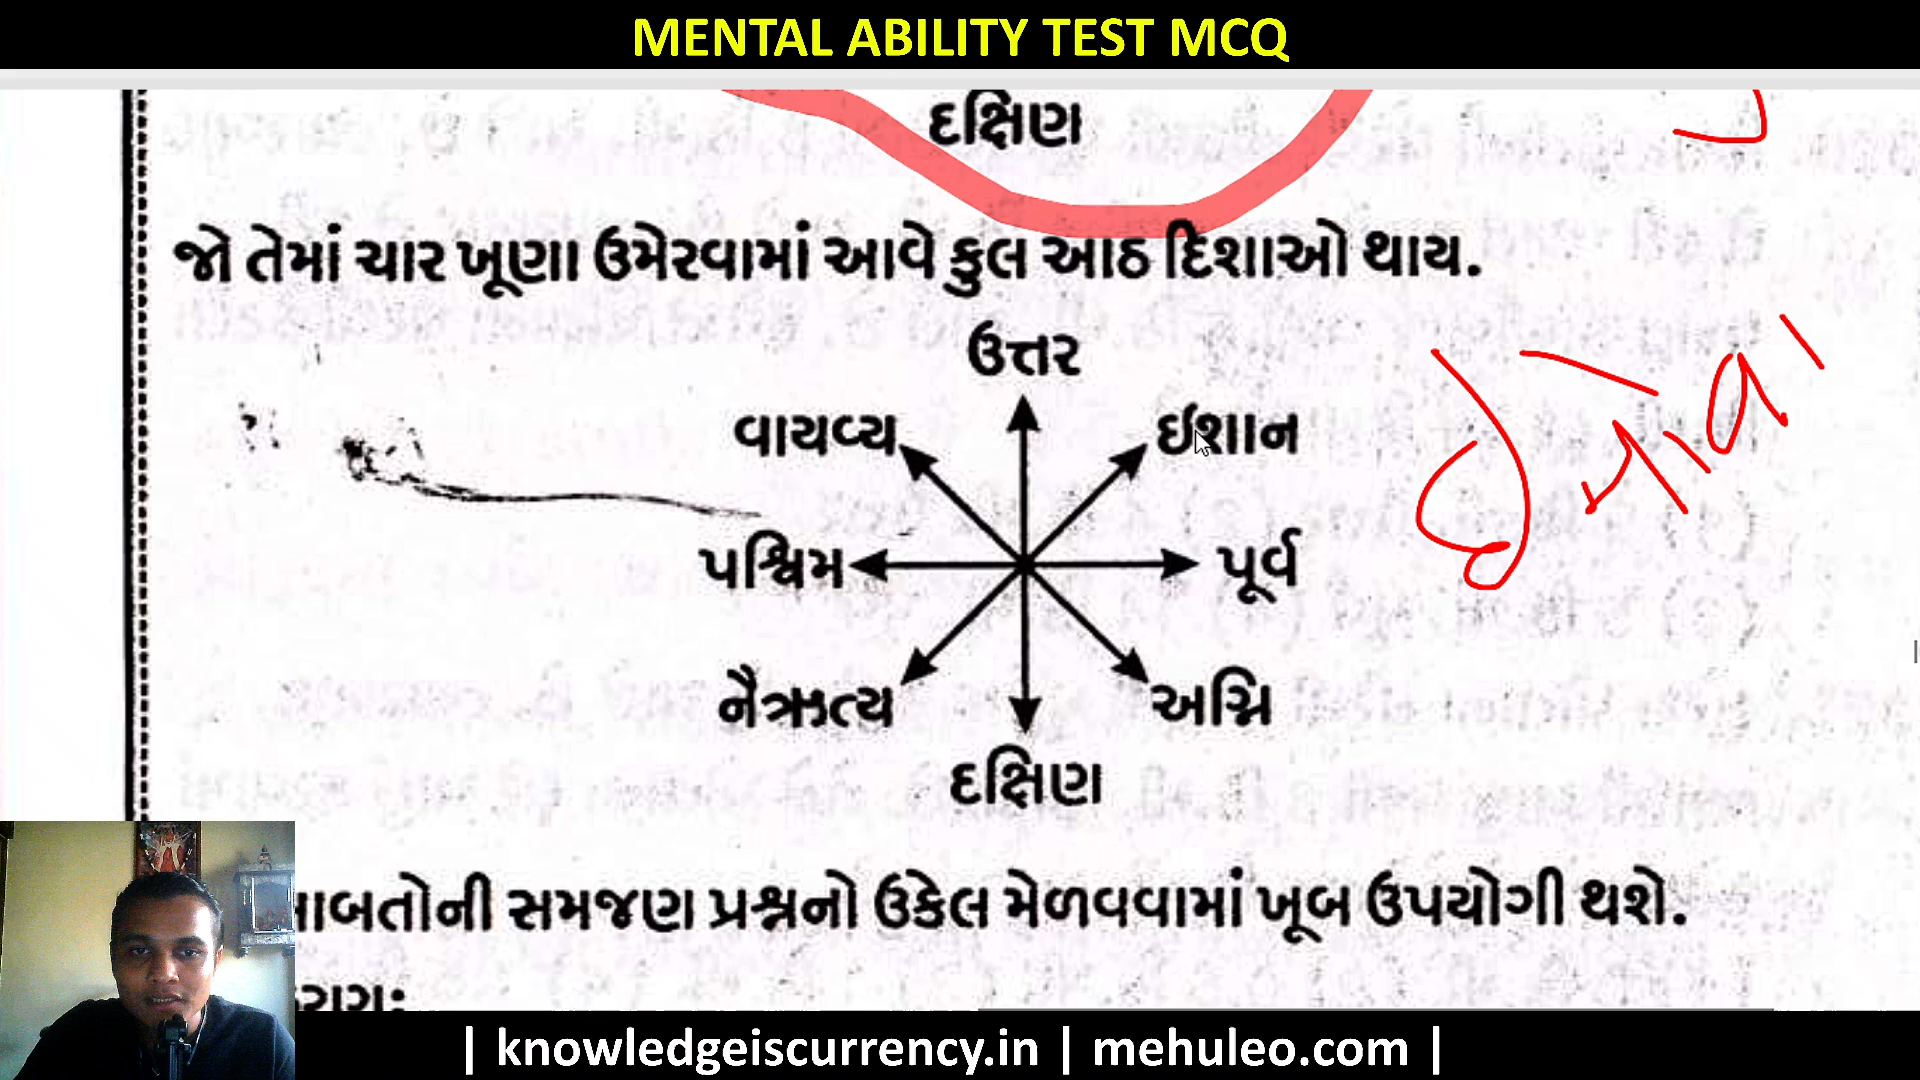 MENTAL ABILITY TEST MCQ
દક્ષિણ
જો તેમાં ચાર ખૂણા ઉમેરવામાં આવે કુલ આઠ દિશાઓ થાય.
ઉત્તર
વાયવ્ય ઈશાન
પશ્ચિમ પૂર્વ
નૈઋત્ય અગ્નિ
દક્ષિણ
સમજણ પ્રશ્નનો ઉકેલ મેળવવામાં ખૂબ ઉપયોગી થશે.
| knowledgeiscurrency.in | mehuleo.com |